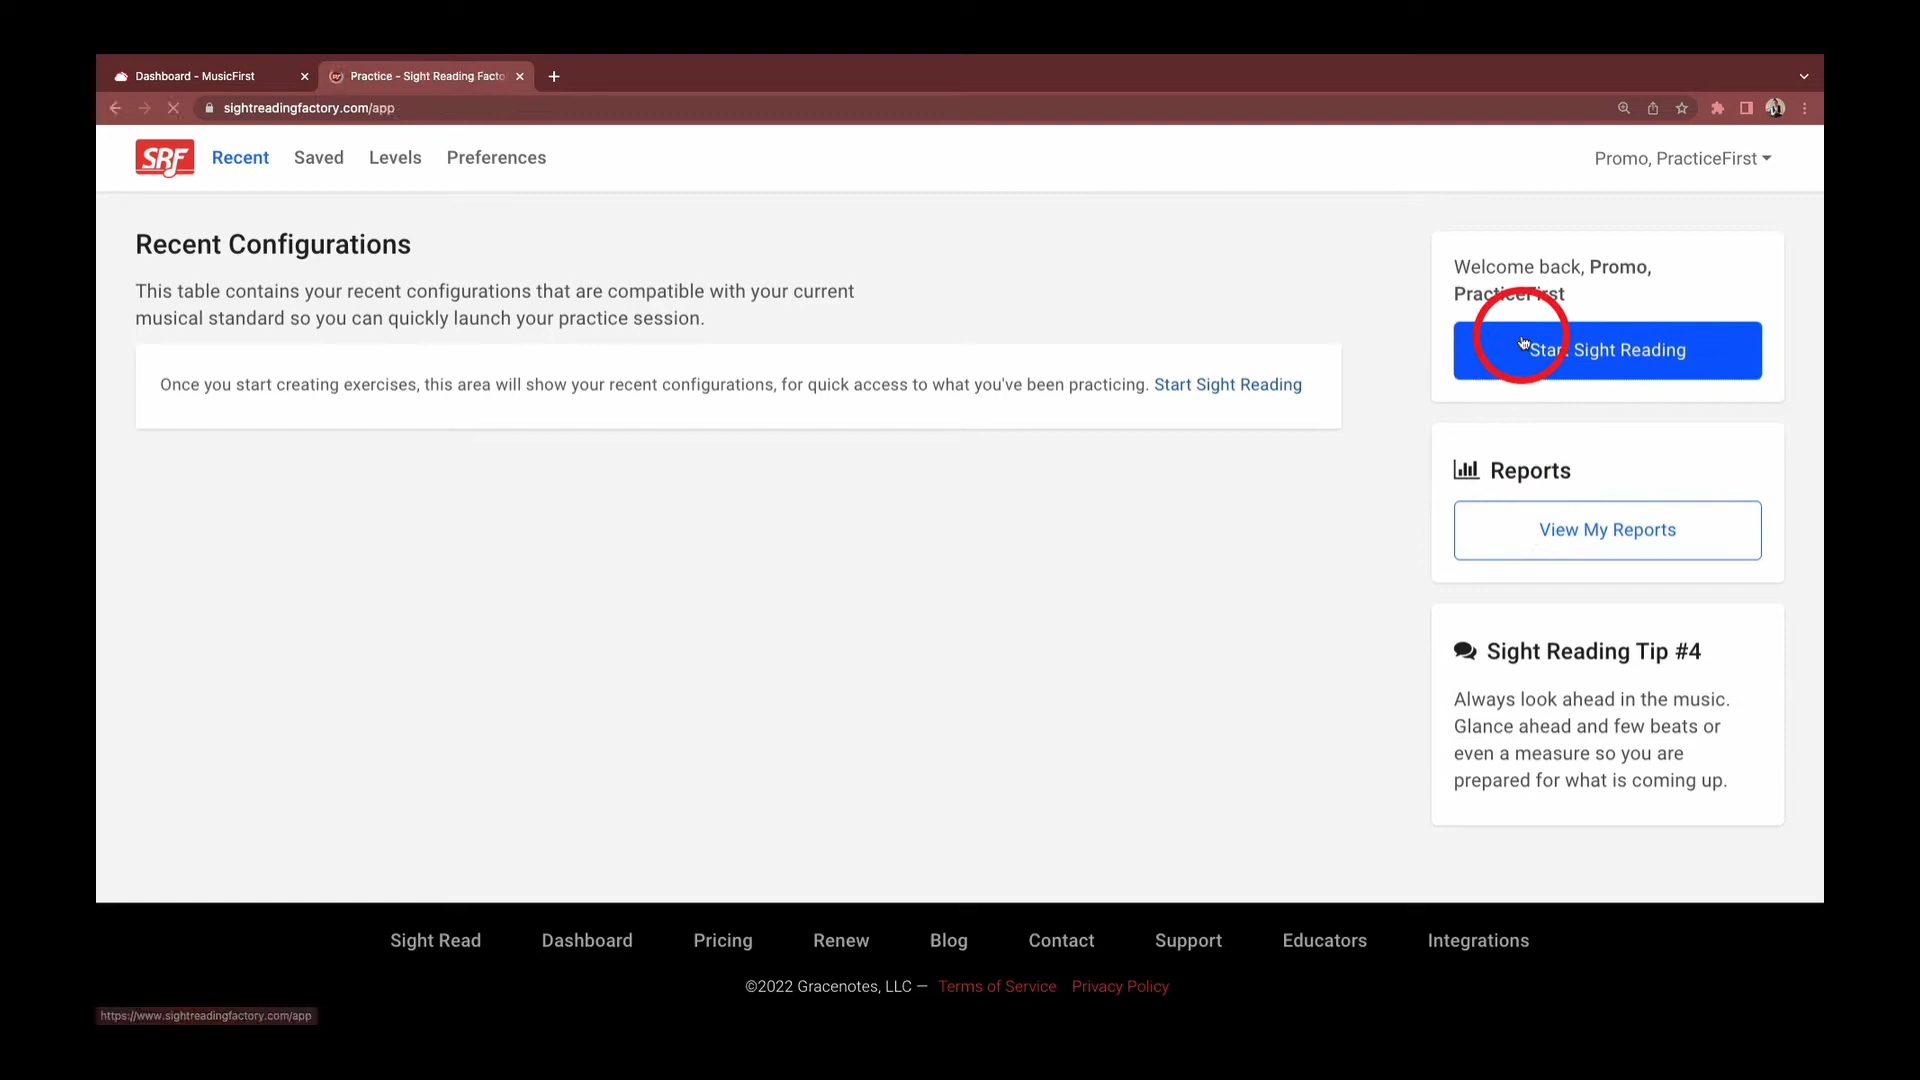 Dashboard - MusicFirst
Practice - Sight Reading Facto
sightreadingfactory.com/app
SRF
Recent
Saved
Levels
Preferences
Promo, PracticeFirst
Recent Configurations
This table contains your recent configurations that are compatible with your current
musical standard so you can quickly launch your practice session.
Once you start creating exercises, this area will show your recent configurations, for quick access to what you've been practicing. Start Sight Reading
Welcome back, Promo,
PracticeFirst
Start Sight Reading
Reports
View My Reports
Sight Reading Tip #4
Always look ahead in the music.
Glance ahead and few beats or
even a measure so you are
prepared for what is coming up.
Sight Read
Dashboard
Pricing
Renew
Blog
Contact
Support
Educators
Integrations
©2022 Gracenotes, LLC — Terms of Service Privacy Policy
https://www.sightreadingfactory.com/app